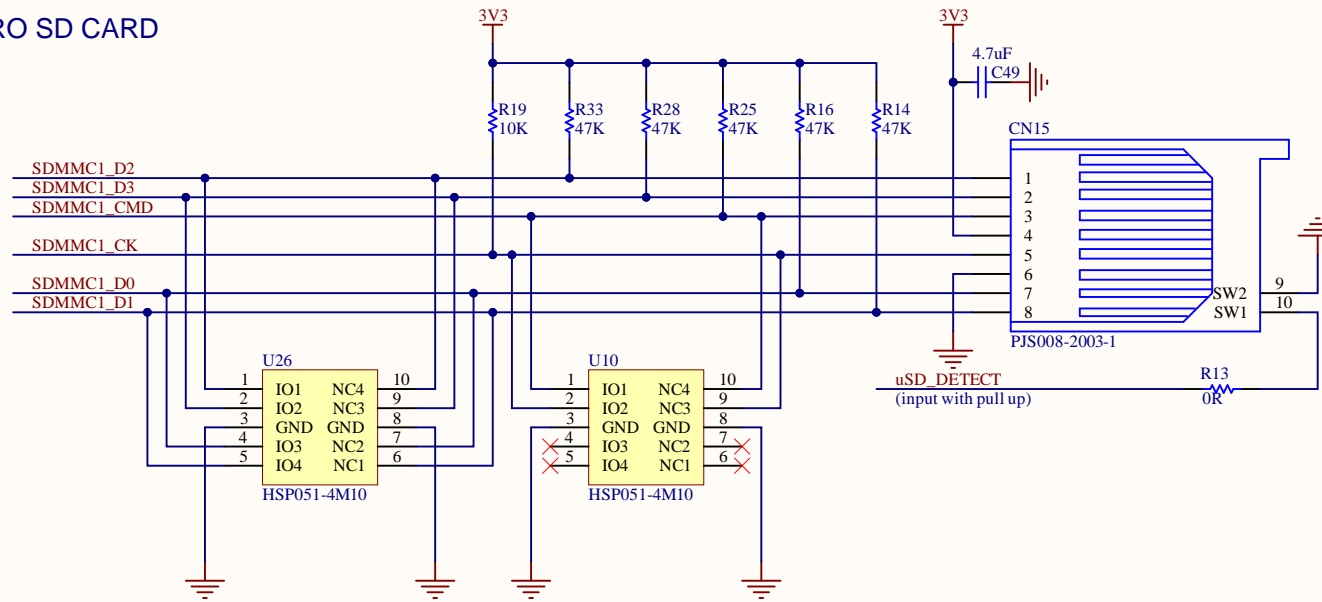 RO SD CARD
3V3
3V3
4.7uF
C49
R19
10K
R33
47K
R28
47K
R25
47K
R16
47K
R14
47K
CN15
SDMMC1_D2
SDMMC1_D3
SDMMC1_CMD
SDMMC1_CK
SDMMC1_D0
SDMMC1_D1
1
2
3
4
5
6
7
8
SW2
9
SW1
10
PJS008-2003-1
uSD_DETECT
(input with pull up)
R13
0R
U26
1 IO1 NC4 10
2 IO2 NC3 9
3 GND GND 8
4 IO3 NC2 7
5 IO4 NC1 6
HSP051-4M10
U10
1 IO1 NC4 10
2 IO2 NC3 9
3 GND GND 8
4 IO3 NC2 7
5 IO4 NC1 6
HSP051-4M10